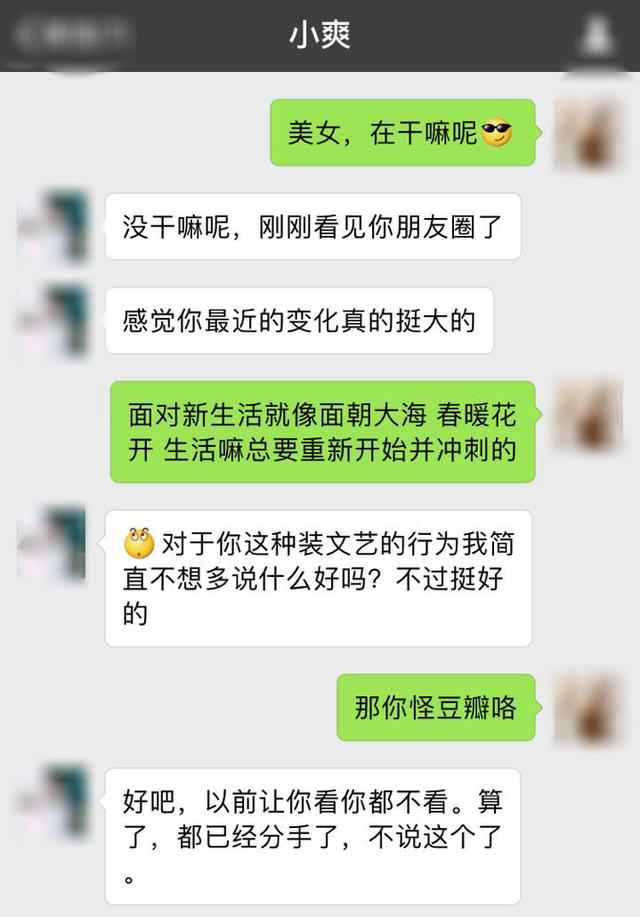 小爽
美女，在干嘛呢😎
没干嘛呢，刚刚看见你朋友圈了
感觉你最近的变化真的挺大的
面对新生活就像面朝大海 春暖花
开 生活嘛总要重新开始并冲刺的
🙄对于你这种装文艺的行为我简
直不想多说什么好吗？不过挺好
的
那你怪豆瓣咯
好吧，以前让你看你都不看。算
了，都已经分手了，不说这个了
。